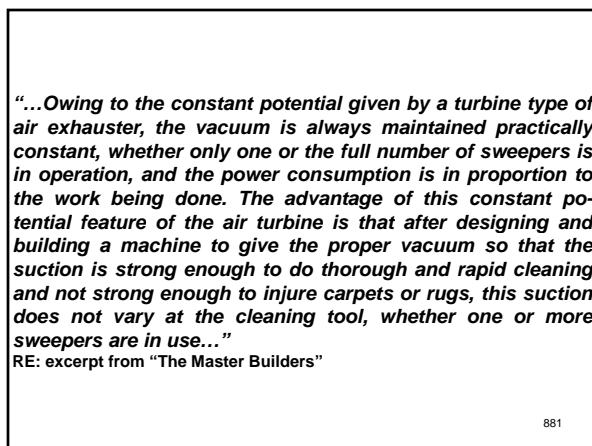 “…Owing to the constant potential given by a turbine type of
air exhauster, the vacuum is always maintained practically
constant, whether only one or the full number of sweepers is
in operation, and the power consumption is in proportion to
the work being done. The advantage of this constant po-
tential feature of the air turbine is that after designing and
building a machine to give the proper vacuum so that the
suction is strong enough to do thorough and rapid cleaning
and not strong enough to injure carpets or rugs, this suction
does not vary at the cleaning tool, whether one or more
sweepers are in use…”
RE: excerpt from “The Master Builders”
881